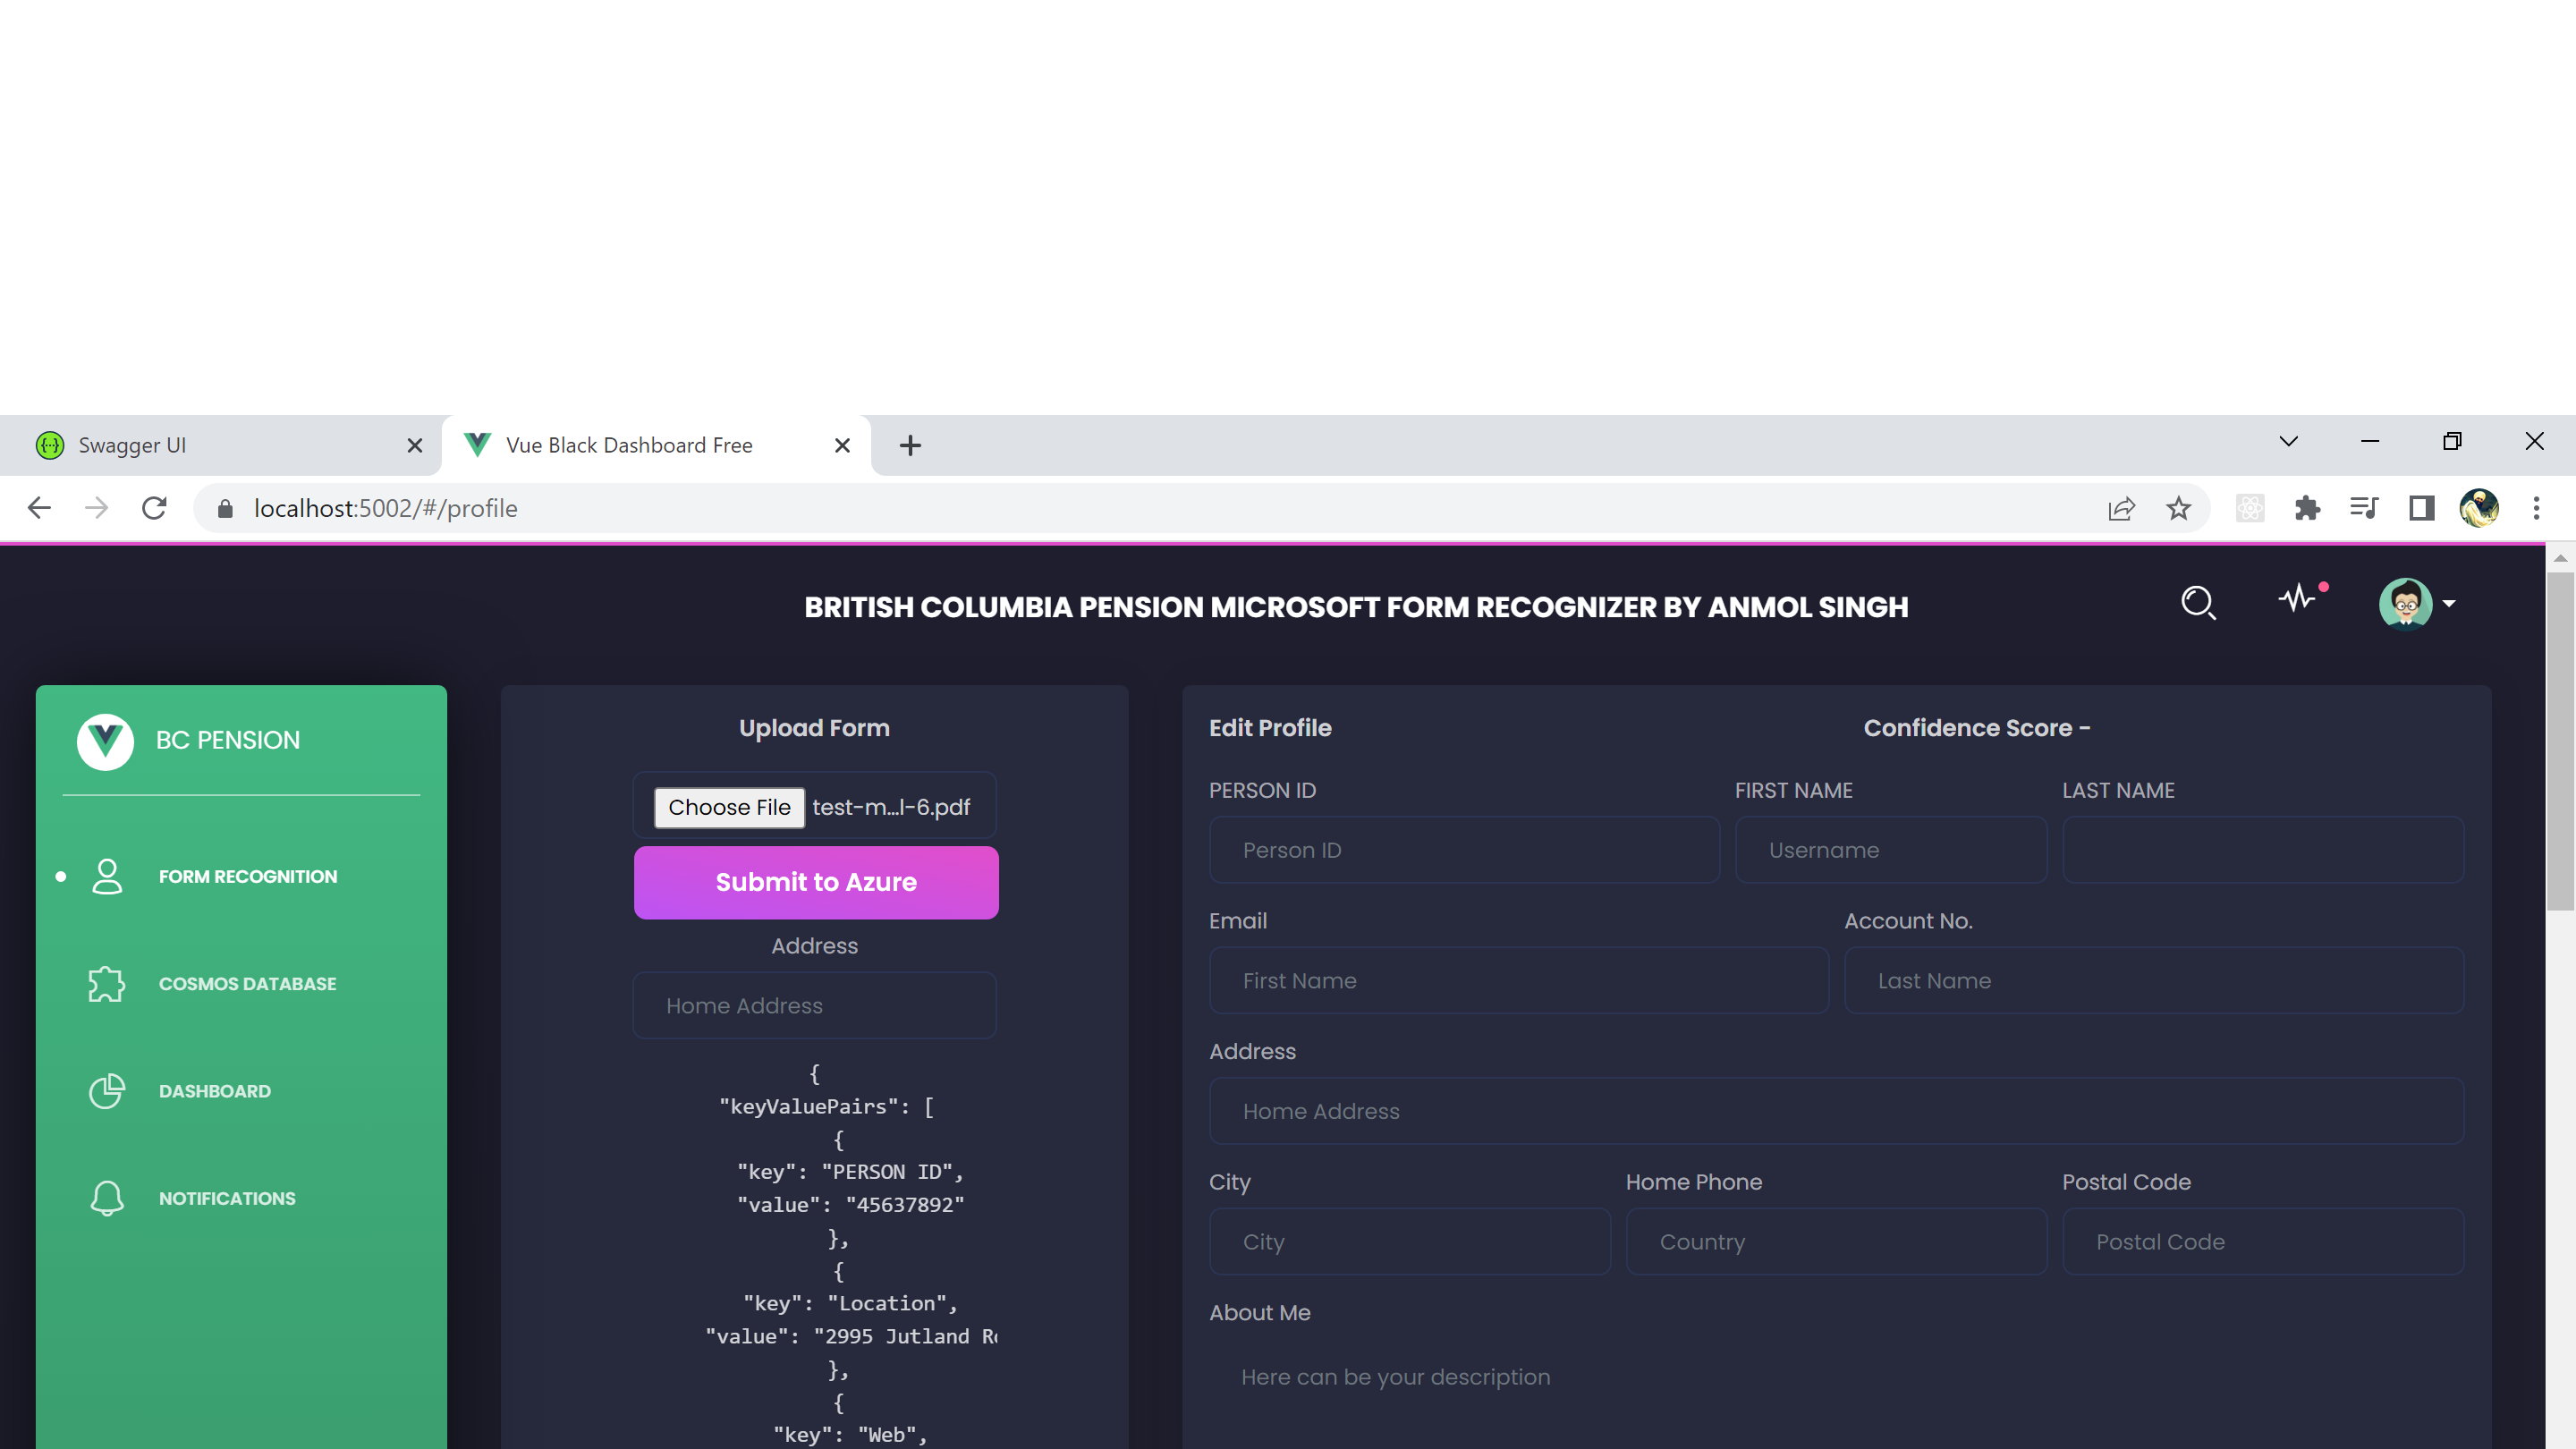 Swagger UI
Vue Black Dashboard Free
localhost:5002/#/profile
BRITISH COLUMBIA PENSION MICROSOFT FORM RECOGNIZER BY ANMOL SINGH
BC PENSION
FORM RECOGNITION
COSMOS DATABASE
DASHBOARD
NOTIFICATIONS
Upload Form
Choose File test-m...l-6.pdf
Submit to Azure
Address
Home Address
{
"keyValuePairs": [
{
"key": "PERSON ID",
"value": "45637892"
},
{
"key": "Location",
"value": "2995 Jutland
},
{
"key": "Web",
Edit Profile
Confidence Score -
PERSON ID
FIRST NAME
LAST NAME
Person ID
Username
Email
Account No.
First Name
Last Name
Address
Home Address
City
Home Phone
Postal Code
City
Country
Postal Code
About Me
Here can be your description